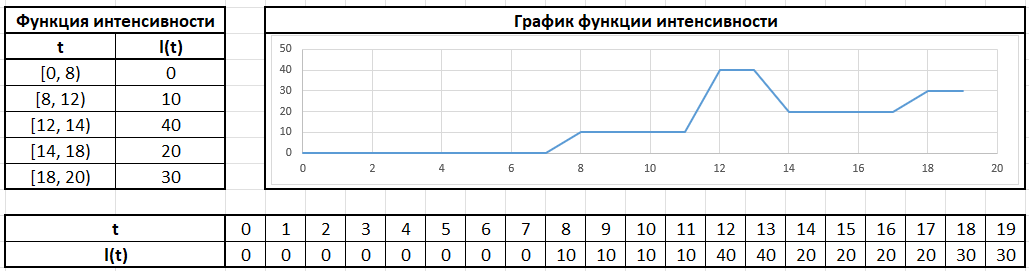 Функция интенсивности
t l(t)
[0, 8) 0
[8, 12) 10
[12, 14) 40
[14, 18) 20
[18, 20) 30
График функции интенсивности
50
40
30
20
10
0
0 2 4 6 8 10 12 14 16 18 20
t 0 1 2 3 4 5 6 7 8 9 10 11 12 13 14 15 16 17 18 19
l(t) 0 0 0 0 0 0 0 0 10 10 10 10 40 40 20 20 20 20 30 30